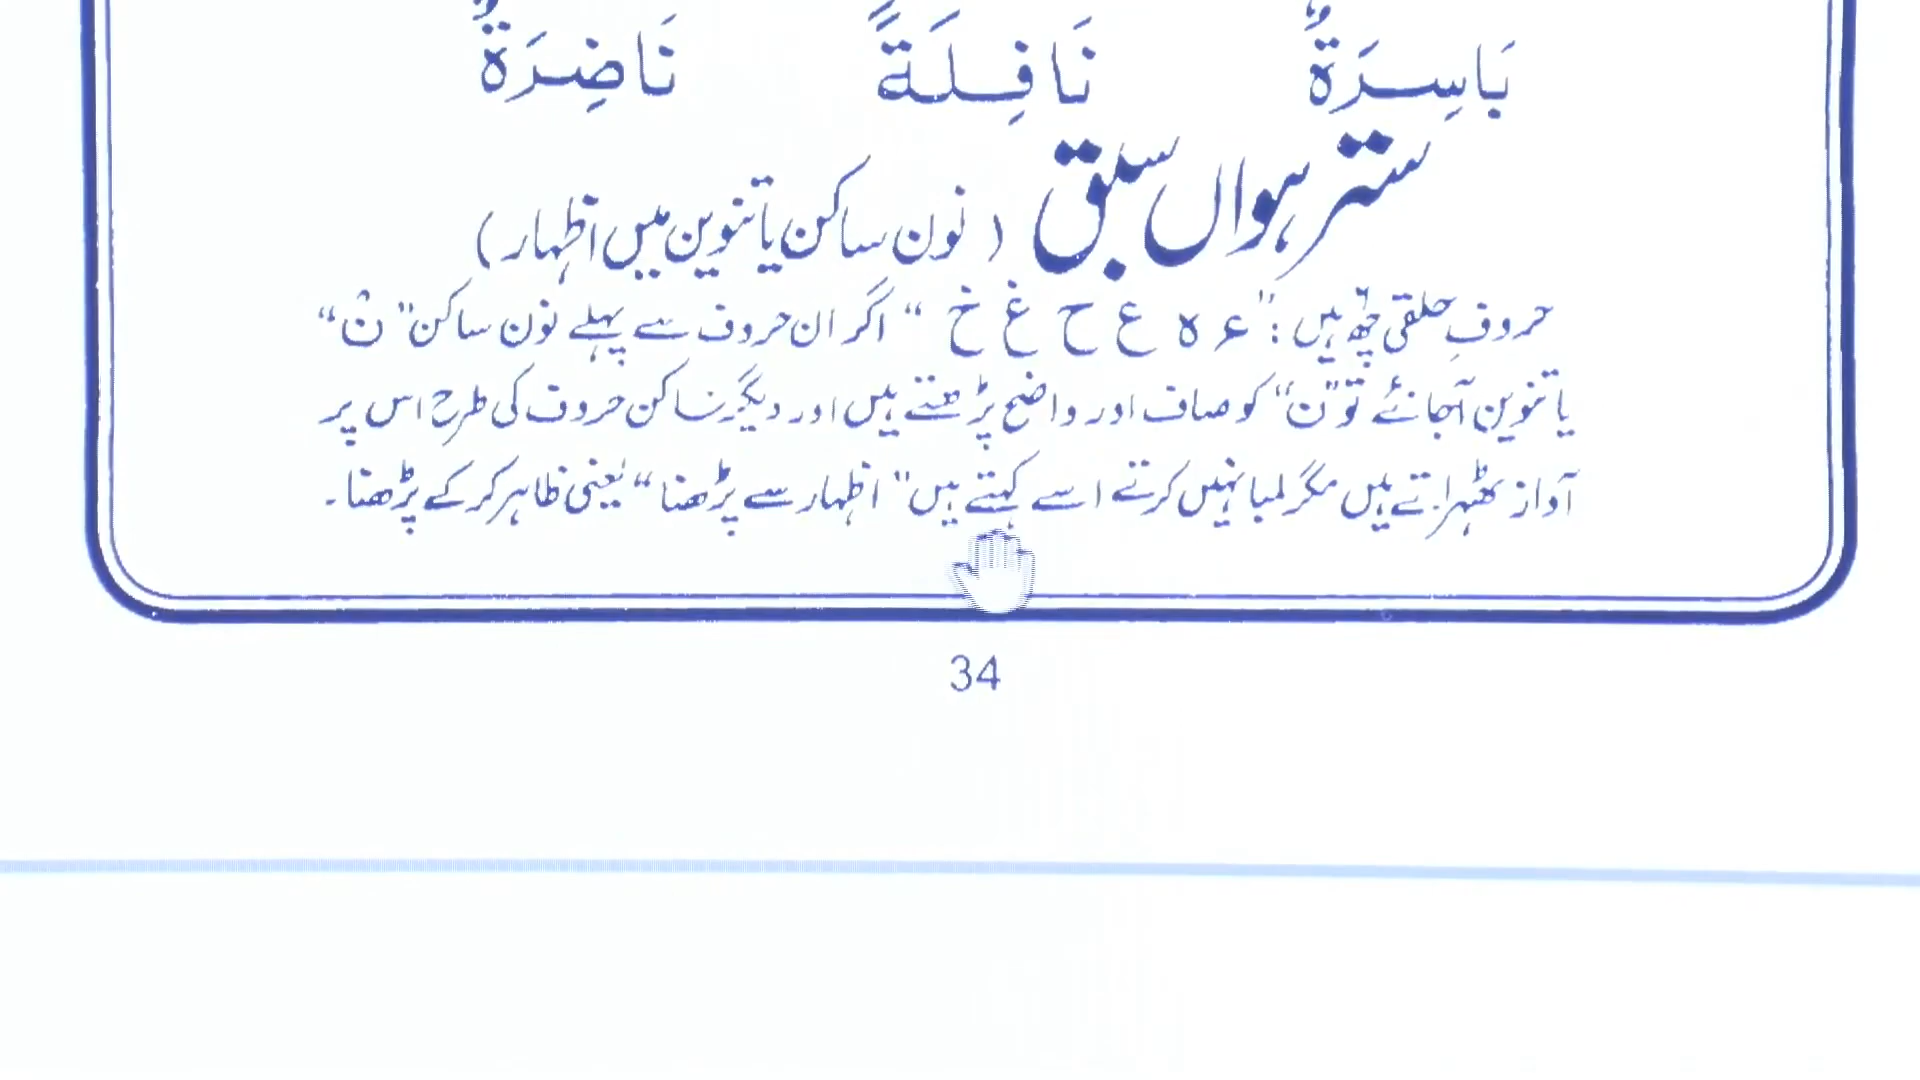 بَاسِرَةٌ نَافِلَةً نَاضِرَةٌ
سترہواں سبق (نون ساکن یا تنوین میں اظہار)
حروفِ حلقی چھ ہیں: "ء ہ ع ح غ خ" اگر ان حروف سے پہلے نون ساکن "نْ"
یا تنوین آجائے تو "ن" کو صاف اور واضح پڑھتے ہیں اور دیگر ساکن حروف کی طرح اس پر
آواز ٹھہراتے ہیں مگر لمبا نہیں کرتے اسے کہتے ہیں "اظہار سے پڑھنا" یعنی ظاہر کرکے پڑھنا۔
34